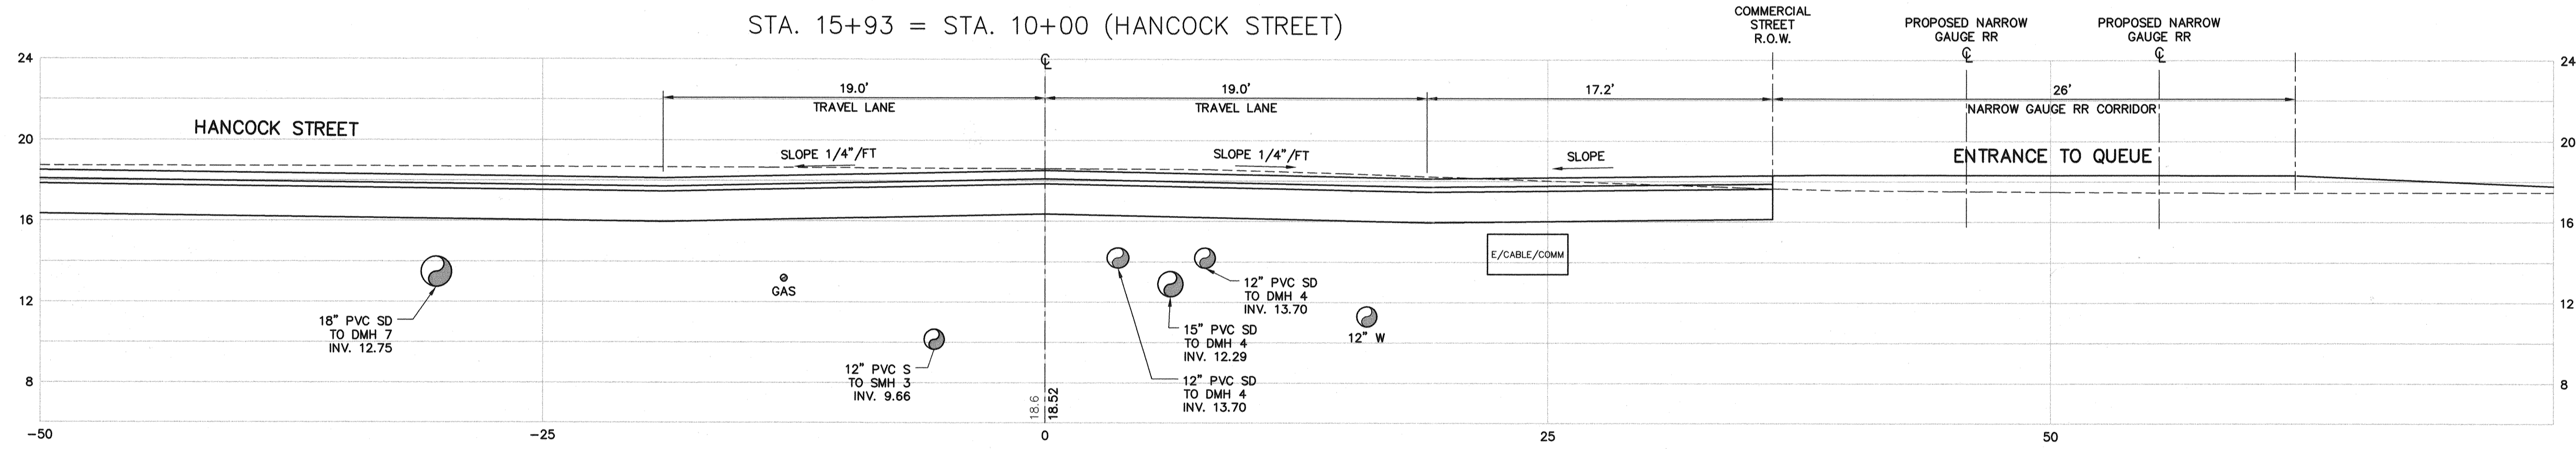 STA. 15+93 = STA. 10+00 (HANCOCK STREET)
COMMERCIAL
STREET
R.O.W.
PROPOSED NARROW
GAUGE RR
℄
PROPOSED NARROW
GAUGE RR
℄
24
℄
24
19.0'
TRAVEL LANE
19.0'
TRAVEL LANE
17.2'
26'
NARROW GAUGE RR CORRIDOR
HANCOCK STREET
20
20
SLOPE 1/4"/FT
SLOPE 1/4"/FT
SLOPE
ENTRANCE TO QUEUE
16
16
E/CABLE/COMM
GAS
12" PVC SD
TO DMH 4
INV. 13.70
12
12
18" PVC SD
TO DMH 7
INV. 12.75
15" PVC SD
TO DMH 4
INV. 12.29
12" W
12" PVC S
TO SMH 3
INV. 9.66
12" PVC SD
TO DMH 4
INV. 13.70
8
8
18.6
18.52
-50
-25
0
25
50